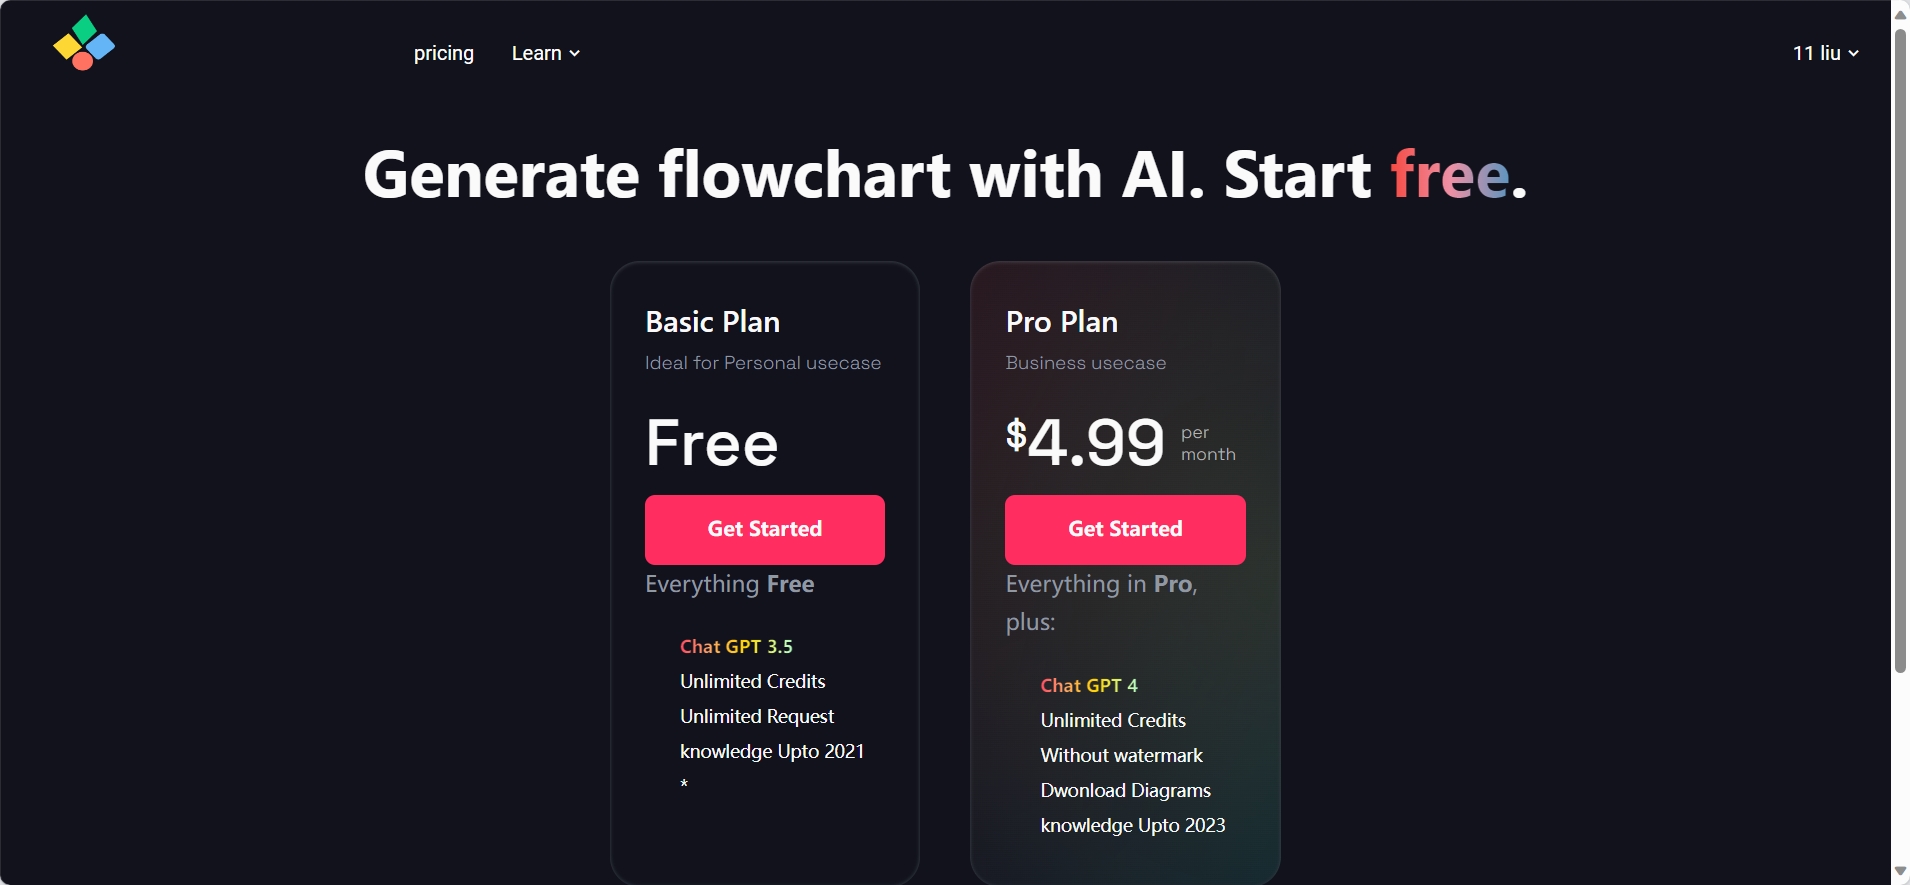 pricing
Learn
11 liu
Generate flowchart with AI. Start free.
Basic Plan
Ideal for Personal usecase
Free
Get Started
Everything Free
Chat GPT 3.5
Unlimited Credits
Unlimited Request
knowledge Upto 2021
*
Pro Plan
Business usecase
$4.99 per
month
Get Started
Everything in Pro,
plus:
Chat GPT 4
Unlimited Credits
Without watermark
Dwonload Diagrams
knowledge Upto 2023